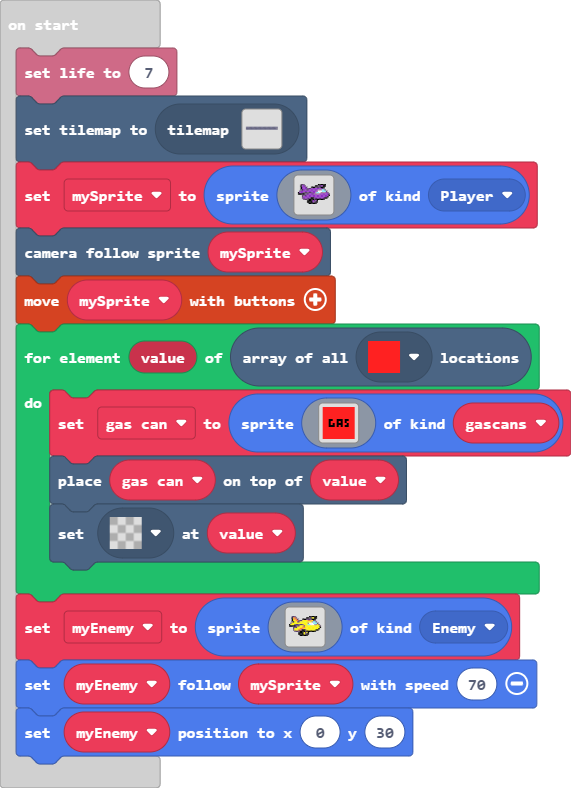 on start
set life to 7
set tilemap to tilemap
set mySprite to sprite of kind Player
camera follow sprite mySprite
move mySprite with buttons
for element value of array of all locations
do
set gas can to sprite GAS of kind gascans
place gas can on top of value
set at value
set myEnemy to sprite of kind Enemy
set myEnemy follow mySprite with speed 70
set myEnemy position to x 0 y 30